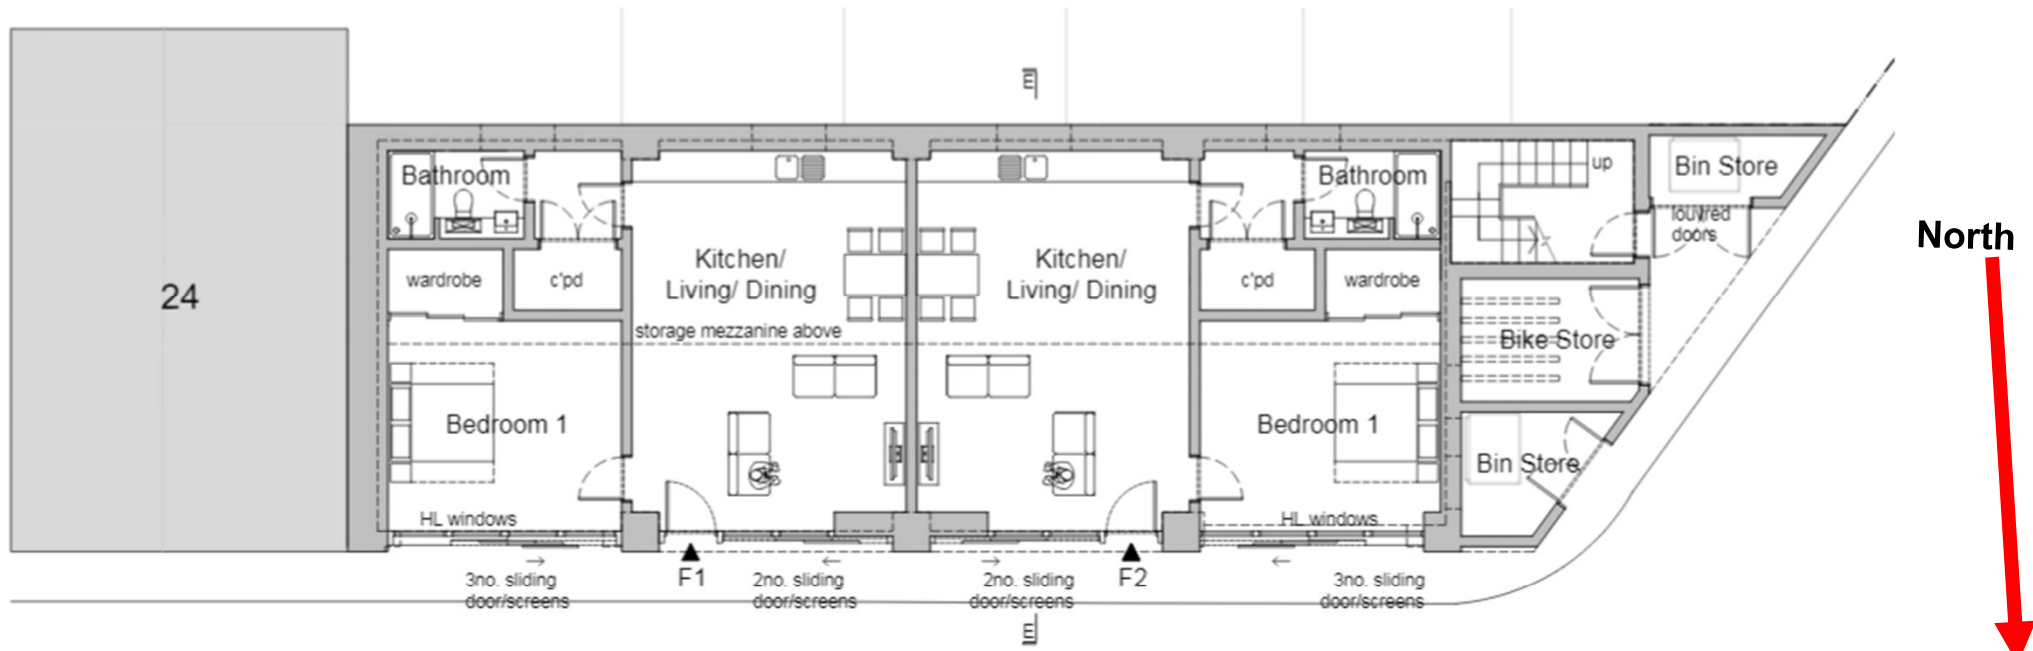 E
Bathroom
Bathroom
up
Bin Store
louvred
doors
North
24
wardrobe
c'pd
Kitchen/
Living/ Dining
Kitchen/
Living/ Dining
c'pd
wardrobe
storage mezzanine above
Bike Store
Bedroom 1
Bedroom 1
Bin Store
HL windows
HL windows
F1
F2
3no. sliding
door/screens
2no. sliding
door/screens
2no. sliding
door/screens
3no. sliding
door/screens
E